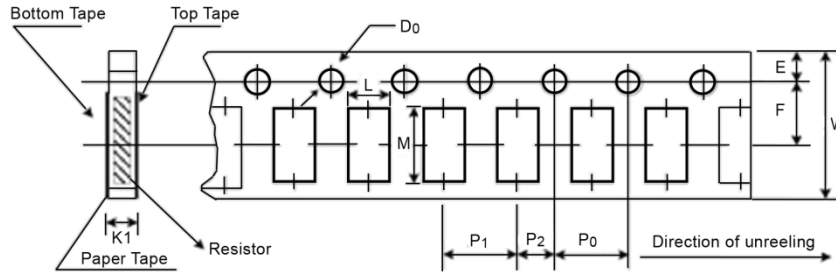 Bottom Tape
Top Tape
D0
E
L
F
W
M
K1
P1
P2
P0
Direction of unreeling
Resistor
Paper Tape